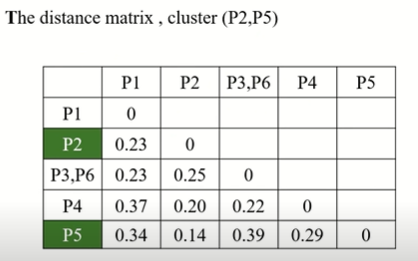 The distance matrix , cluster (P2,P5)
P1 P2 P3,P6 P4 P5
P1 0
P2 0.23 0
P3,P6 0.23 0.25 0
P4 0.37 0.20 0.22 0
P5 0.34 0.14 0.39 0.29 0